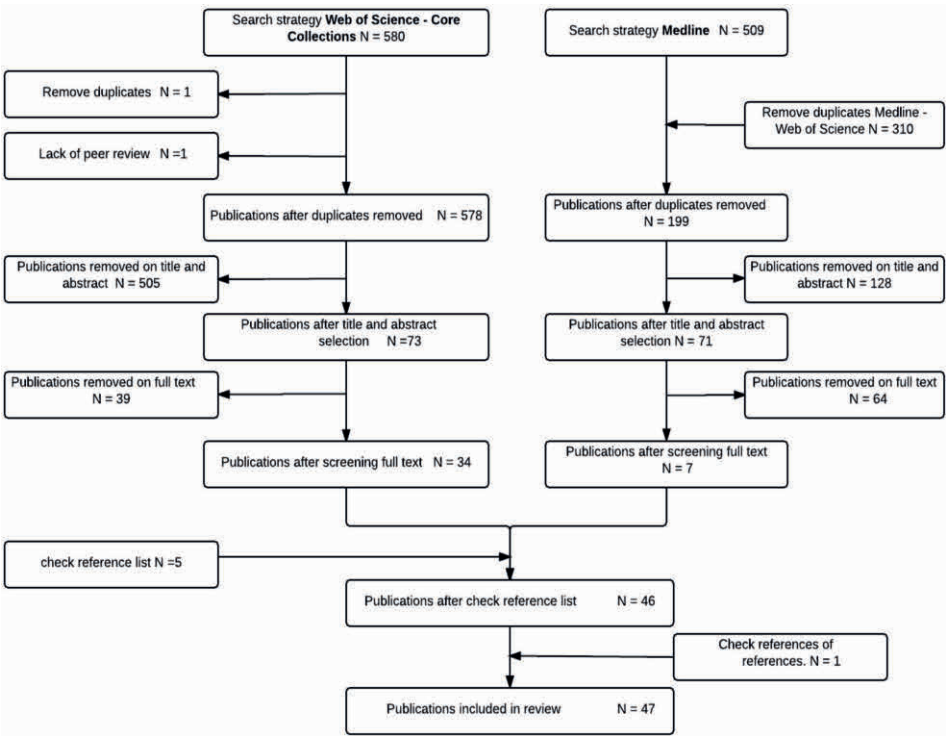 Search strategy Web of Science - Core
Collections N = 580
Search strategy Medline N = 509
Remove duplicates N = 1
Remove duplicates Medline -
Web of Science N = 310
Lack of peer review N =1
Publications after duplicates removed N = 578
Publications after duplicates removed
N = 199
Publications removed on title and
abstract N = 505
Publications removed on title and
abstract N = 128
Publications after title and abstract
selection N =73
Publications after title and abstract
selection N = 71
Publications removed on full text
N = 39
Publications removed on full text
N = 64
Publications after screening full text N = 34
Publications after screening full text
N = 7
check reference list N =5
Publications after check reference list N = 46
Check references of
references. N = 1
Publications included in review N = 47